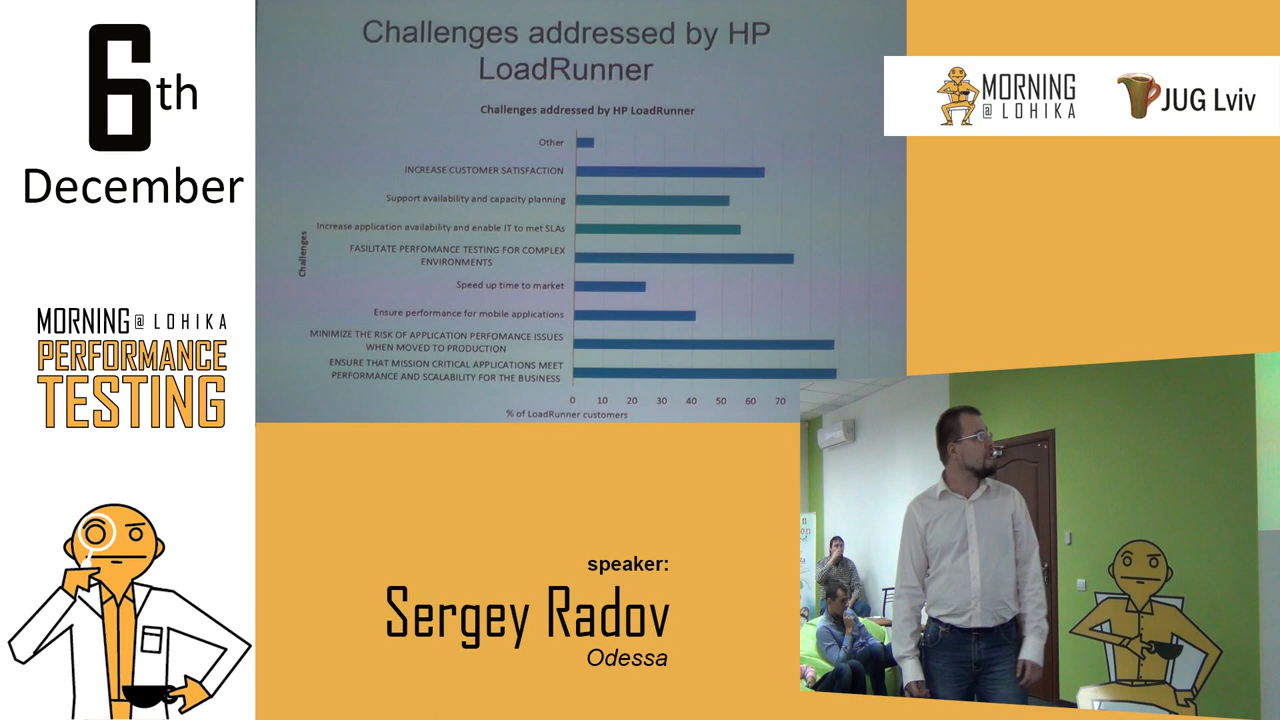 6th
December
MORNING @ LOHIKA
PERFORMANCE
TESTING
Challenges addressed by HP
LoadRunner
Challenges addressed by HP LoadRunner
Challenges
Other
INCREASE CUSTOMER SATISFACTION
Support availability and capacity planning
Increase application availability and enable IT to met SLAs
FASILITATE PERFOMANCE TESTING FOR COMPLEX
ENVIRONMENTS
Speed up time to market
Ensure performance for mobile applications
MINIMIZE THE RISK OF APPLICATION PERFOMANCE ISSUES
WHEN MOVED TO PRODUCTION
ENSURE THAT MISSION CRITICAL APPLICATIONS MEET
PERFORMANCE AND SCALABILITY FOR THE BUSINESS
0 10 20 30 40 50 60 70
% of LoadRunner customers
MORNING
@ LOHIKA
JUG Lviv
speaker:
Sergey Radov
Odessa